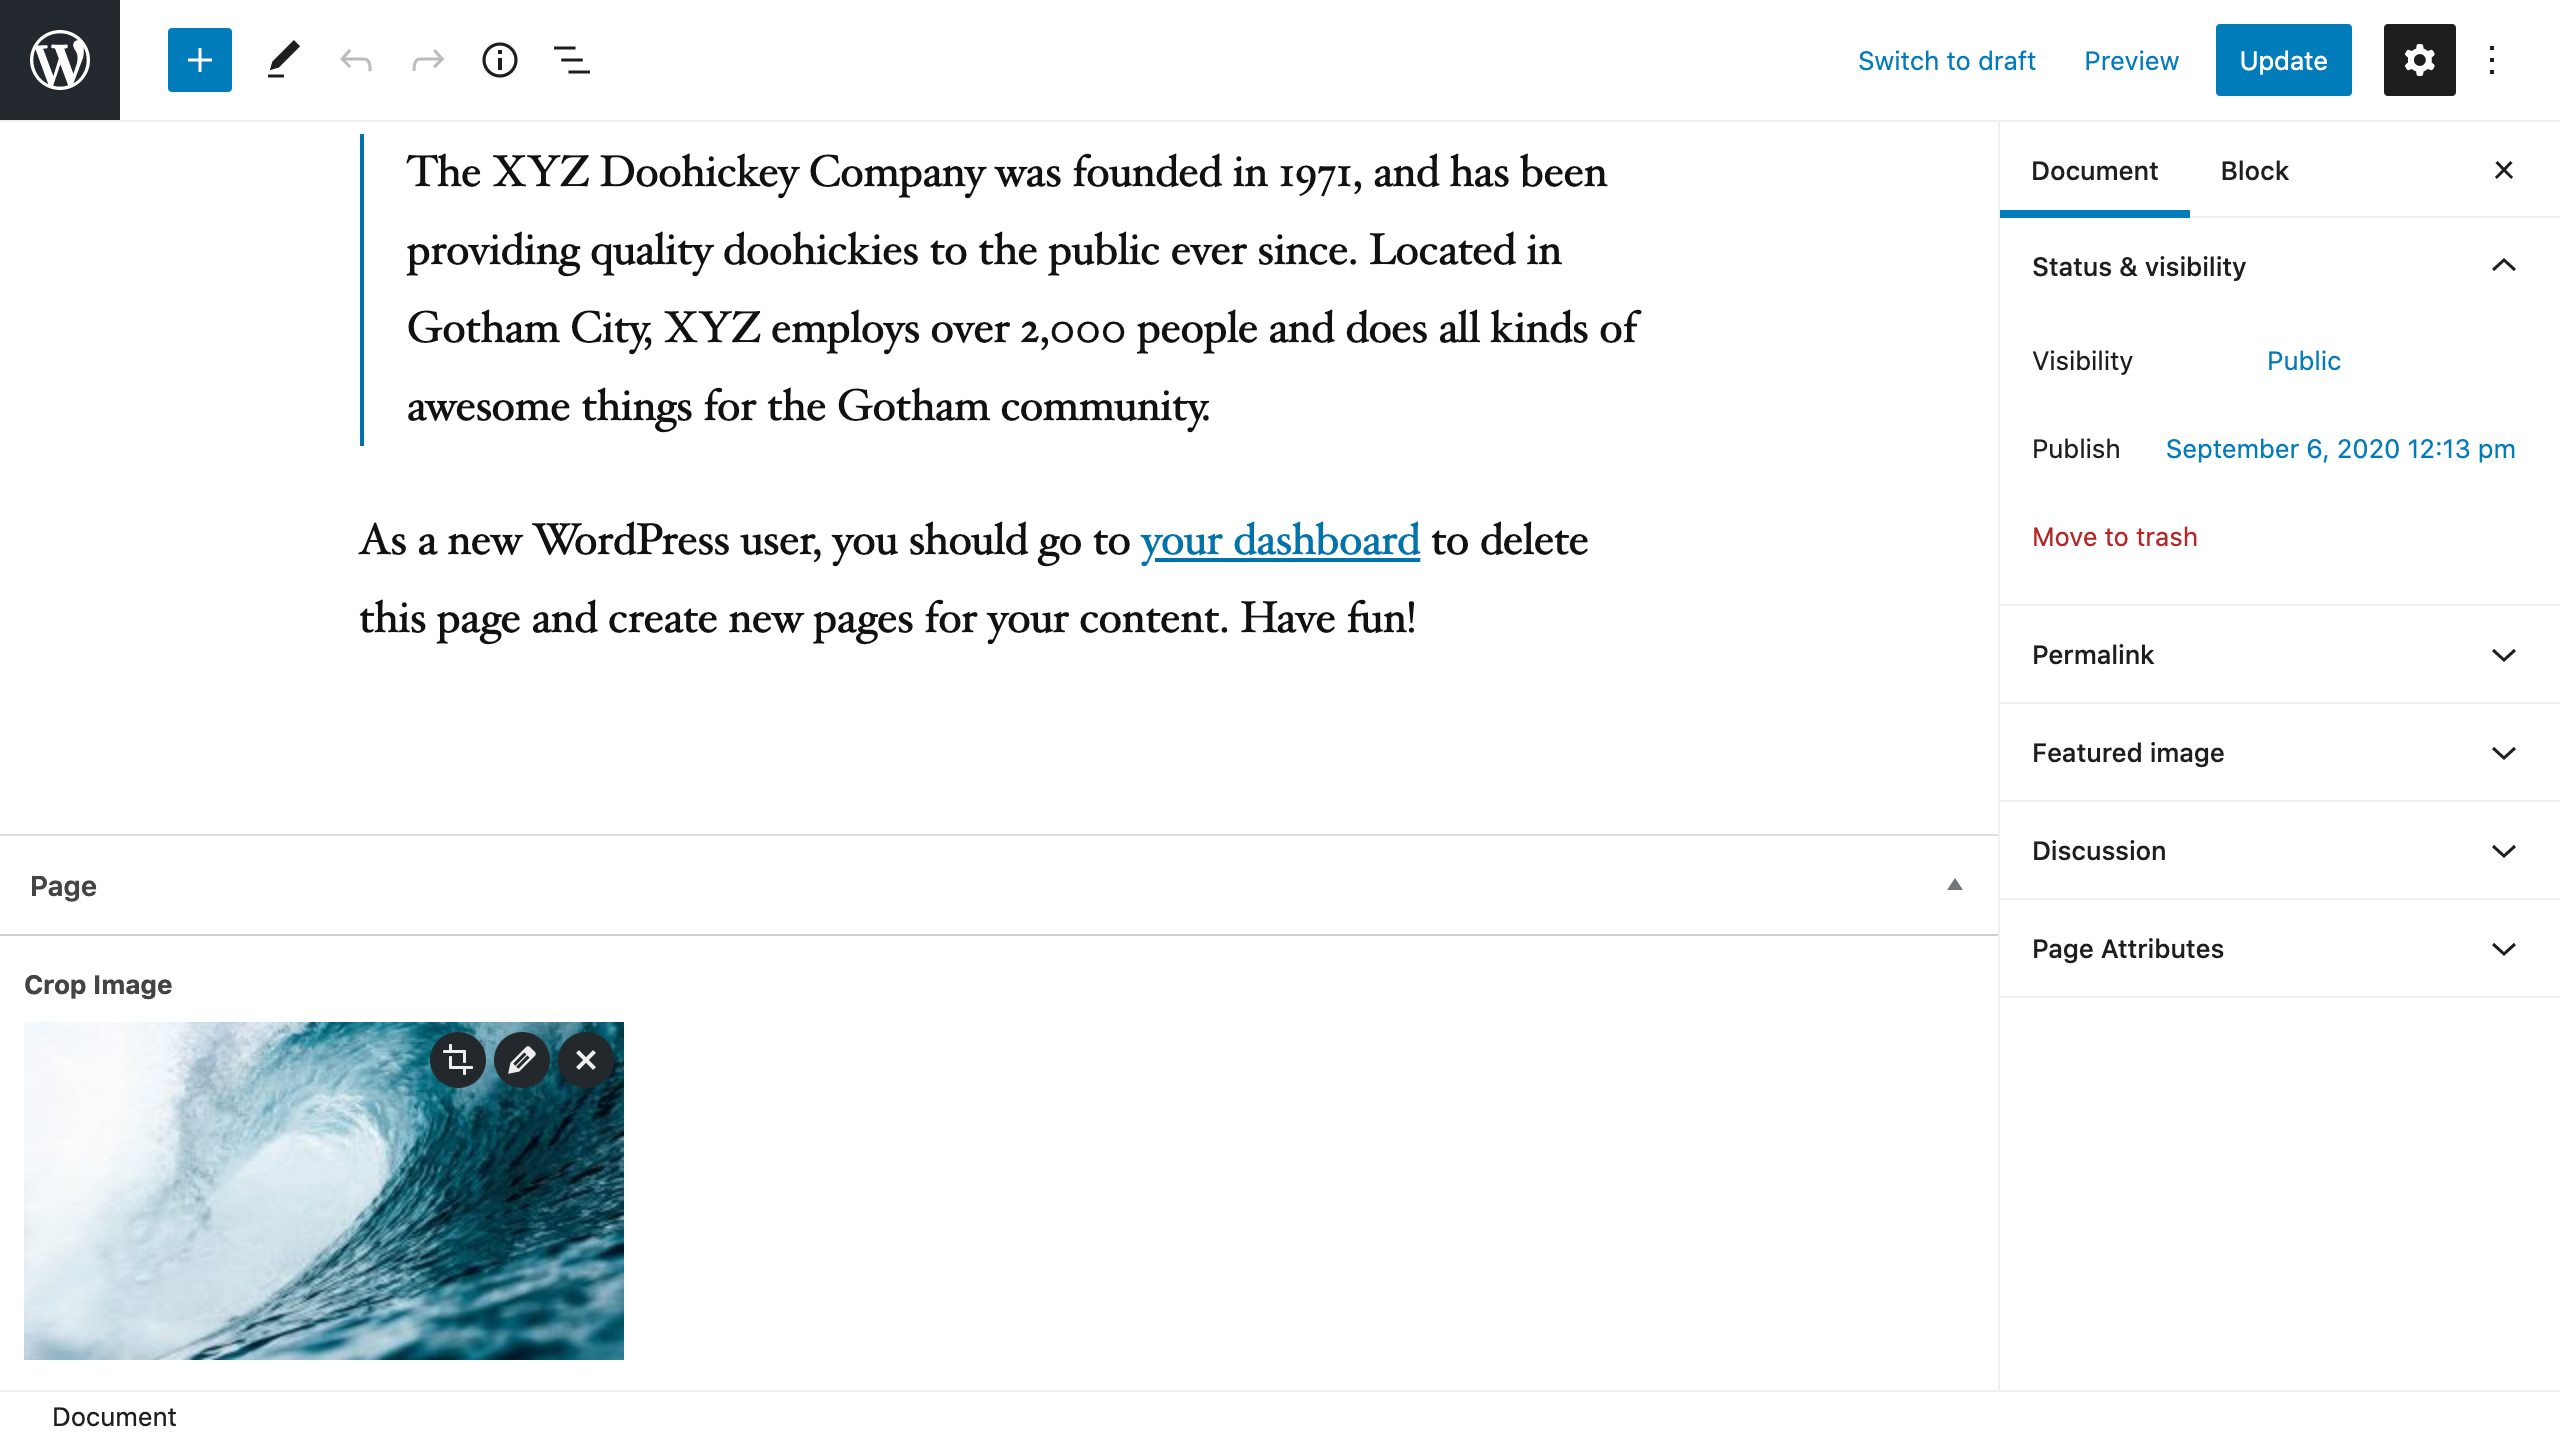 Switch to draft Preview Update
The XYZ Doohickey Company was founded in 1971, and has been
providing quality doohickies to the public ever since. Located in
Gotham City, XYZ employs over 2,000 people and does all kinds of
awesome things for the Gotham community.
As a new WordPress user, you should go to your dashboard to delete
this page and create new pages for your content. Have fun!
Page
Crop Image
Document Block
Status & visibility
Visibility Public
Publish September 6, 2020 12:13 pm
Move to trash
Permalink
Featured image
Discussion
Page Attributes
Document